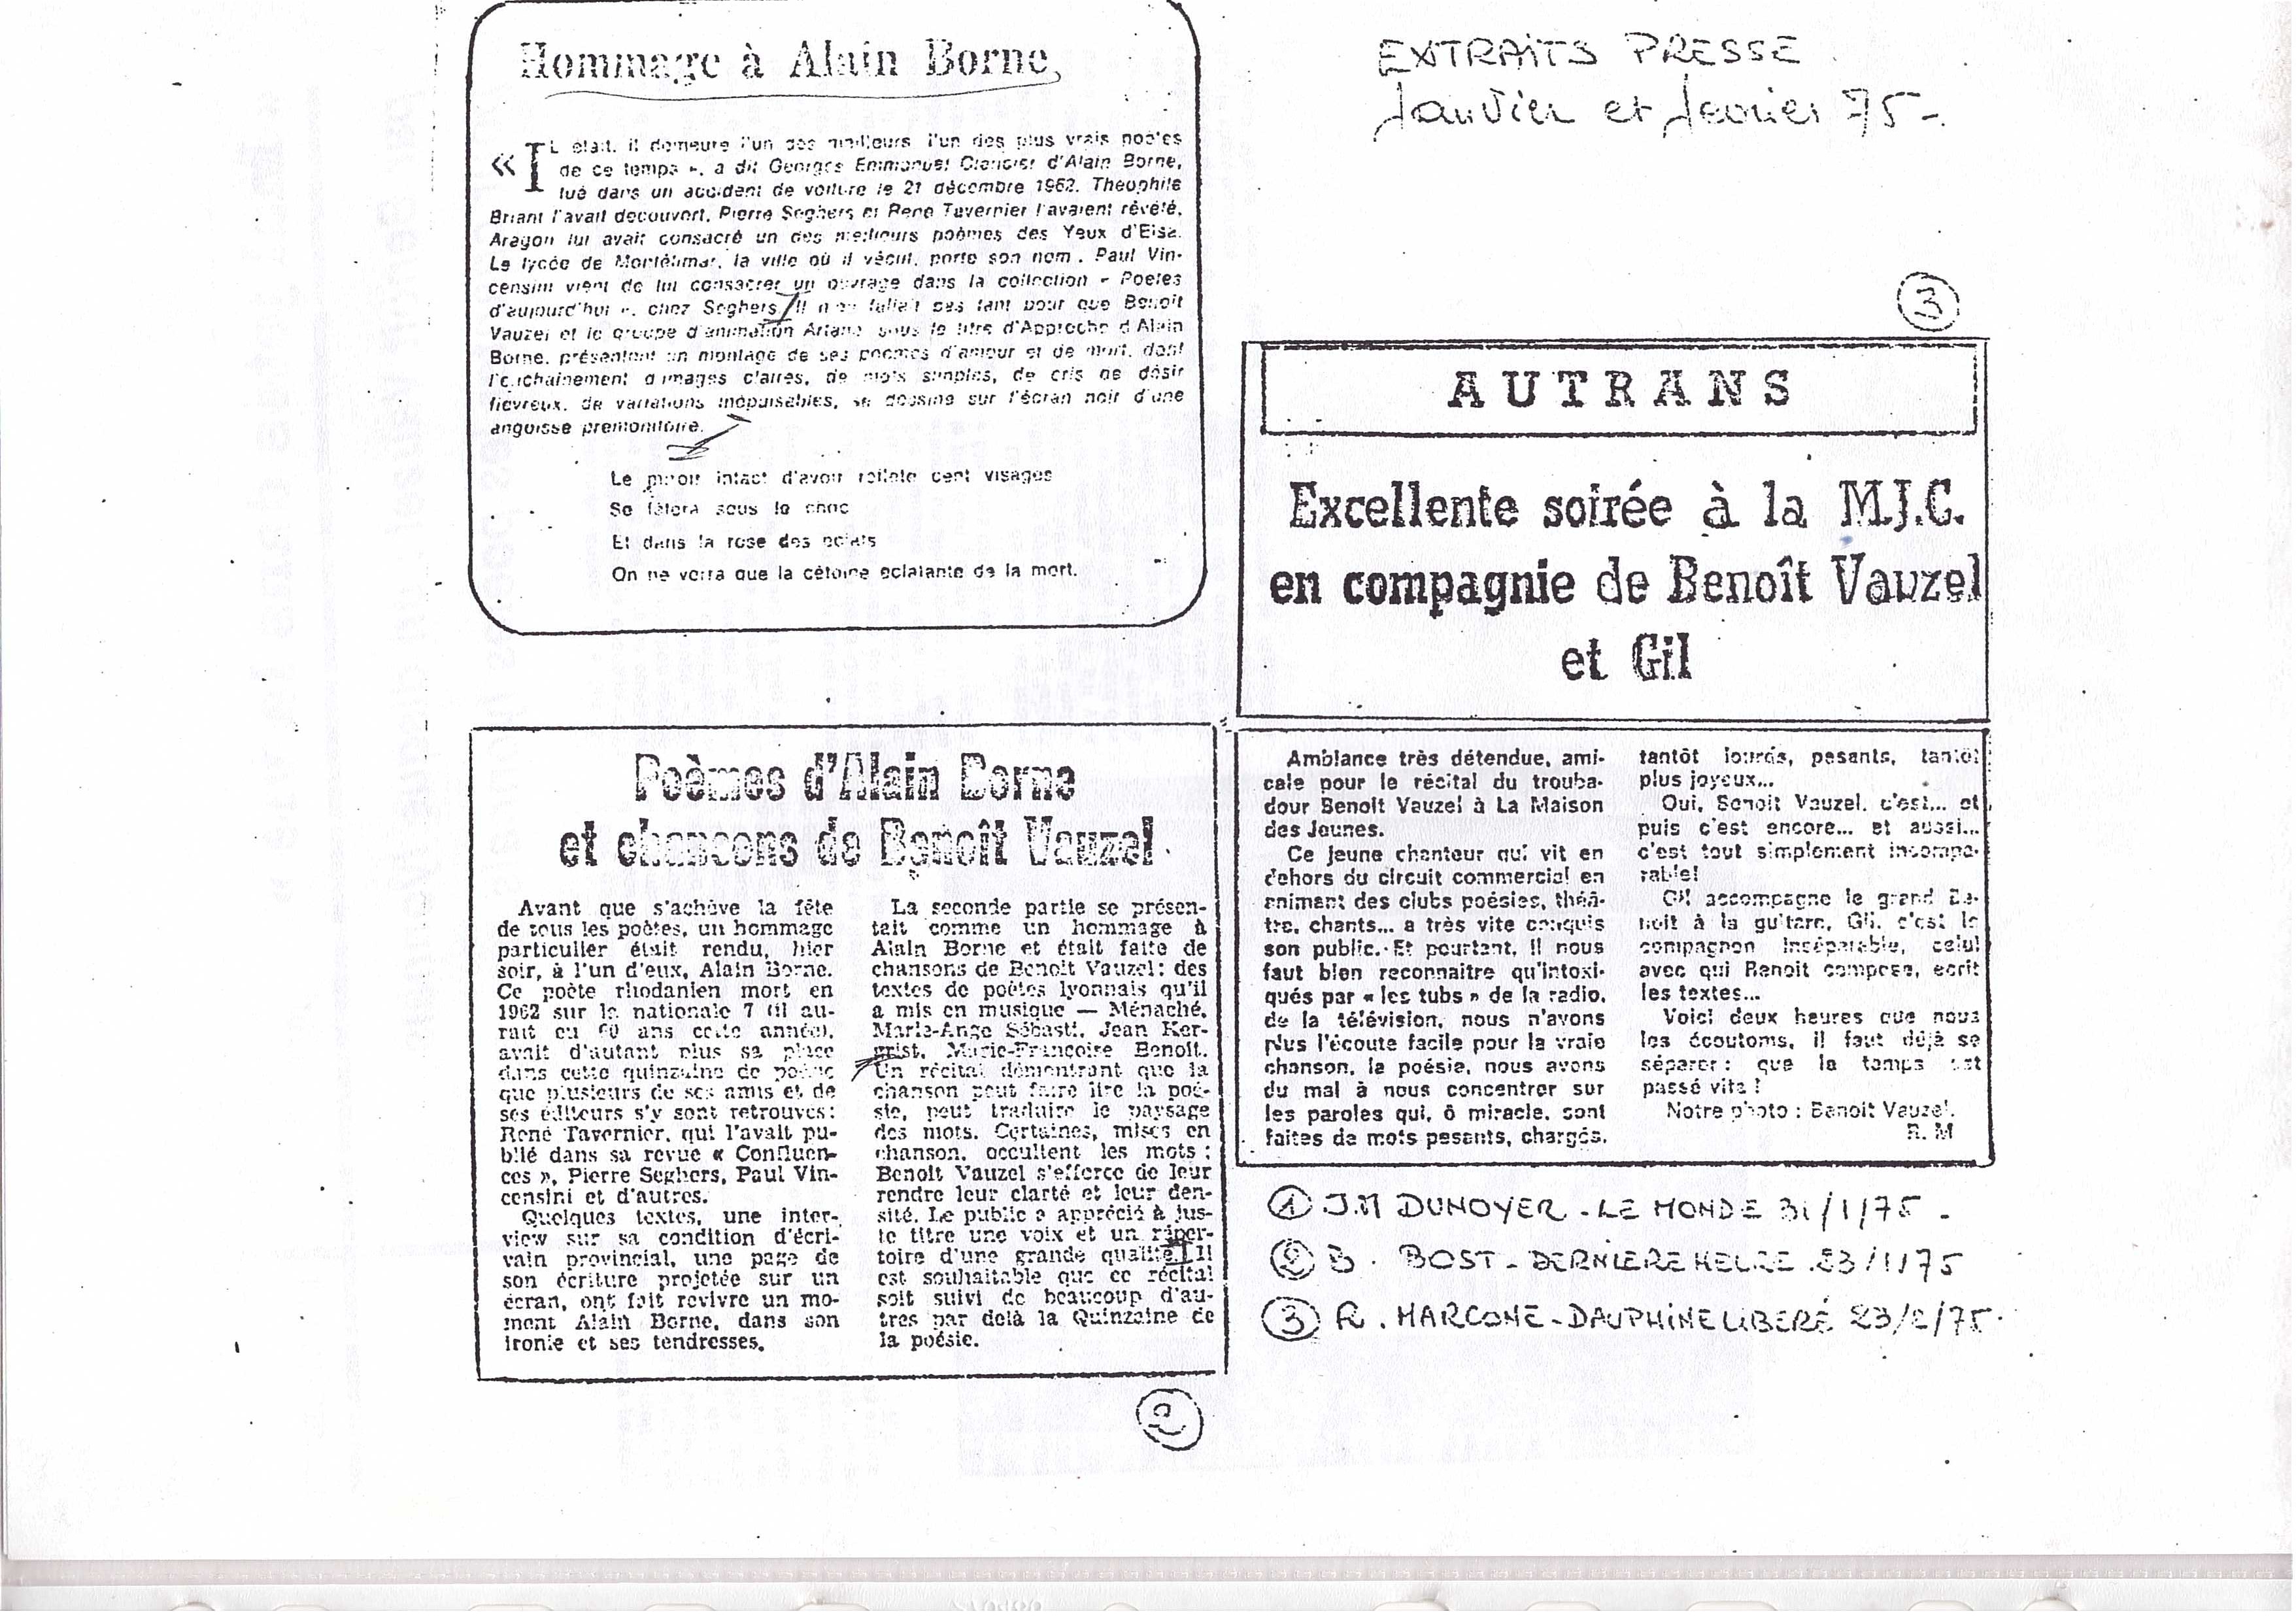 Hommage à Alain Borne
« IL était, il demeure l'un des meilleurs l'un des plus vrais poètes
de ce temps », a dit Georges Emmanuel Clancier d'Alain Borne,
tué dans un accident de voiture le 21 décembre 1962. Theophile
Briant l'avait decouvert, Pierre Seghers et Rene Tavernier l'avaient révélé,
Aragon lui avait consacré un des meilleurs poèmes des Yeux d'Elsa.
Le lycée de Montélimar, la ville où il vécut, porte son nom. Paul Vin-
censini vient de lui consacrer un ouvrage dans la collection « Poetes
d'aujourd'hui », chez Seghers. Il n'en fallait pas tant pour que Benoit
Vauzel et le groupe d'animation sous le titre d'Approche d'Alain
Borne, présentent un montage de ses poemes d'amour et de mort, dont
l'enchainement d'images claires, de mots simples, de cris de désir
fievreux, de variations inépuisables, se dessine sur l'écran noir d'une
angoisse premonitoire.
Le miroir intact d'avoir reflete cent visages
Se fêlera sous le choc
Et dans la rose des eclats
On ne verra que la cétoine eclatante de la mort.
EXTRAITS PRESSE
Janvier et fevrier 75 -
3
AUTRANS
Excellente soirée à la M.J.C.
en compagnie de Benoît Vauzel
et Gil
Ambiance très détendue, ami-
cale pour le récital du trouba-
dour Benoit Vauzel à La Maison
des Jeunes.
Ce jeune chanteur qui vit en
dehors du circuit commercial en
animant des clubs poésies, théâ-
tre, chants... a très vite conquis
son public. Et pourtant, il nous
faut bien reconnaitre qu'intoxi-
qués par « les tubs » de la radio,
de la télévision, nous n'avons
plus l'écoute facile pour la vraie
chanson, la poésie, nous avons
du mal à nous concentrer sur
les paroles qui, ô miracle, sont
faites de mots pesants, chargés,
tantôt lourds, pesants, tantôt
plus joyeux...
Oui, Benoit Vauzel, c'est... et
puis c'est encore... et aussi...
c'est tout simplement incompa-
rable!
Gil accompagne le grand Be-
noit à la guitare, Gil, c'est le
compagnon inséparable, celui
avec qui Benoit compose, ecrit
les textes...
Voici deux heures que nous
les écoutons, il faut déjà se
séparer : que le temps est
passé vite !
Notre photo : Benoit Vauzel.
R. M
Poèmes d'Alain Borne
et chansons de Benoît Vauzel
Avant que s'achève la fête
de tous les poètes, un hommage
particulier était rendu, hier
soir, à l'un d'eux, Alain Borne.
Ce poète rhodanien mort en
1962 sur la nationale 7 (il au-
rait eu 60 ans cette année),
avait d'autant plus sa place
dans cette quinzaine de poésie
que plusieurs de ses amis et de
ses éditeurs s'y sont retrouvés :
René Tavernier, qui l'avait pu-
blié dans sa revue « Confluen-
ces », Pierre Seghers, Paul Vin-
censini et d'autres.
Quelques textes, une inter-
view sur sa condition d'écri-
vain provincial, une page de
son écriture projetée sur un
écran, ont fait revivre un mo-
ment Alain Borne, dans son
ironie et ses tendresses.
La seconde partie se présen-
tait comme un hommage à
Alain Borne et était faite de
chansons de Benoît Vauzel : des
textes de poètes lyonnais qu'il
a mis en musique — Ménaché,
Marie-Ange Sébasti, Jean Ker-
grist, Marie-Françoise Benoit.
Un récital démontrant que la
chanson peut faire lire la poé-
sie, peut traduire le paysage
des mots. Certaines, mises en
chanson, occultent les mots ;
Benoît Vauzel s'efforce de leur
rendre leur clarté et leur den-
sité. Le public a apprécié à jus-
te titre une voix et un réper-
toire d'une grande qualité. Il
est souhaitable que ce récital
soit suivi de beaucoup d'au-
tres par delà la Quinzaine de
la poésie.
2
1 J.M DUNOYER - LE MONDE 31/1/75 -
2 B. BOST - DERNIERE HEURE 23/1/75
3 R. MARCONE - DAUPHINE LIBERÉ 23/2/75.